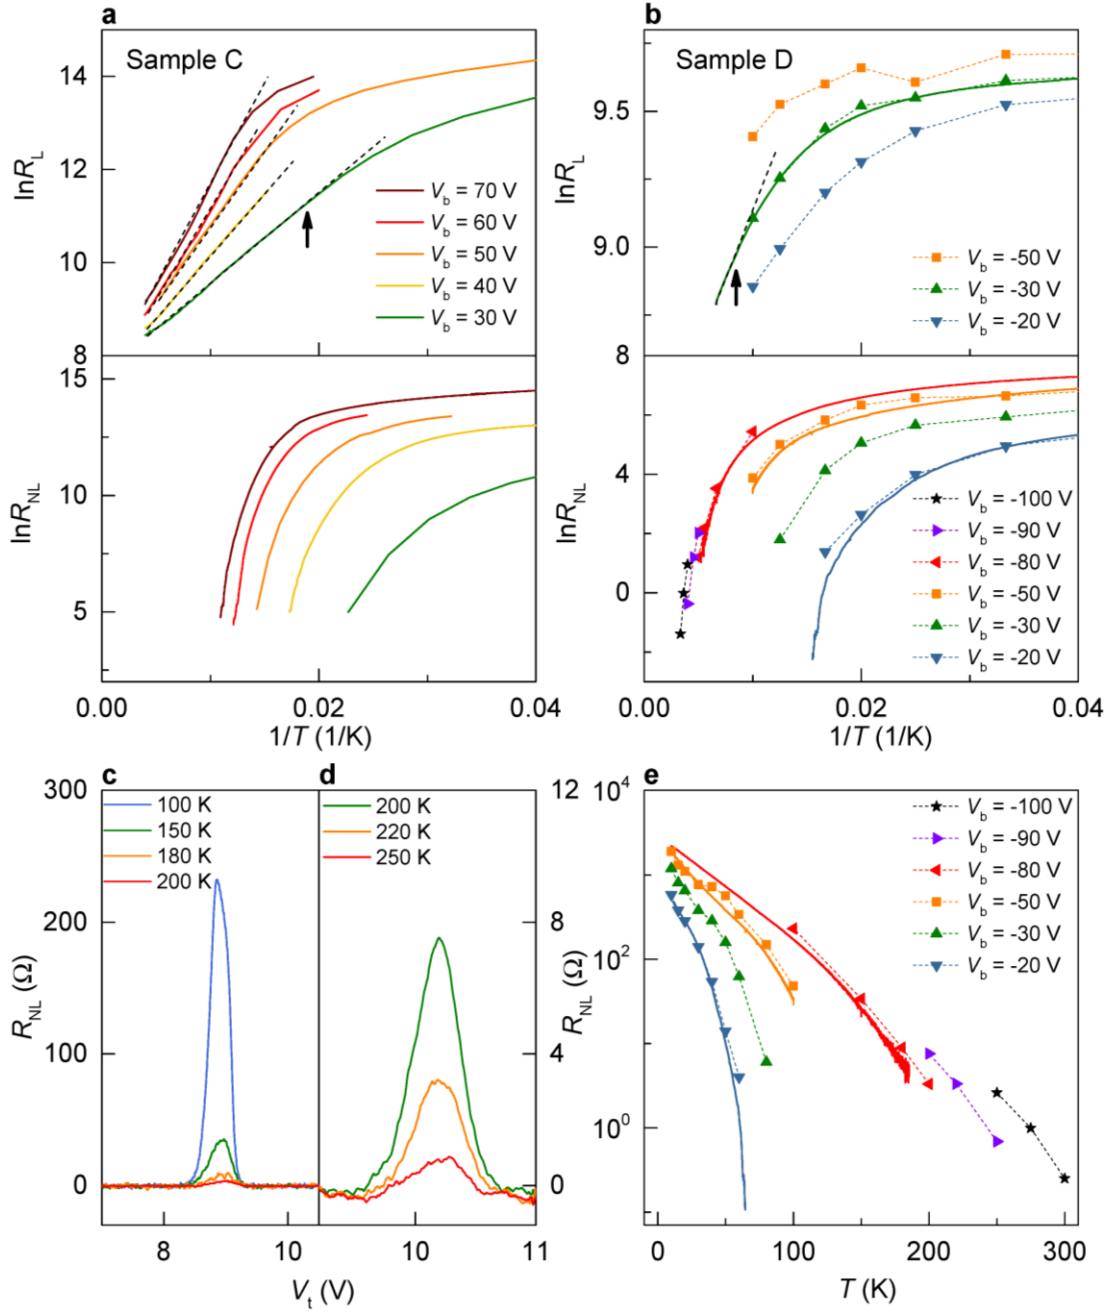 a
Sample C
14
12
10
8
lnR_L
V_b = 70 V
V_b = 60 V
V_b = 50 V
V_b = 40 V
V_b = 30 V
15
10
5
lnR_NL
0.00
0.02
0.04
1/T (1/K)
b
Sample D
9.5
9.0
lnR_L
V_b = -50 V
V_b = -30 V
V_b = -20 V
8
4
0
lnR_NL
V_b = -100 V
V_b = -90 V
V_b = -80 V
V_b = -50 V
V_b = -30 V
V_b = -20 V
0.00
0.02
0.04
1/T (1/K)
c
300
200
100
0
R_NL (Ω)
100 K
150 K
180 K
200 K
8
10
d
200 K
220 K
250 K
12
8
4
0
R_NL (Ω)
10
11
V_t (V)
e
10^4
10^2
10^0
V_b = -100 V
V_b = -90 V
V_b = -80 V
V_b = -50 V
V_b = -30 V
V_b = -20 V
0
100
200
300
T (K)